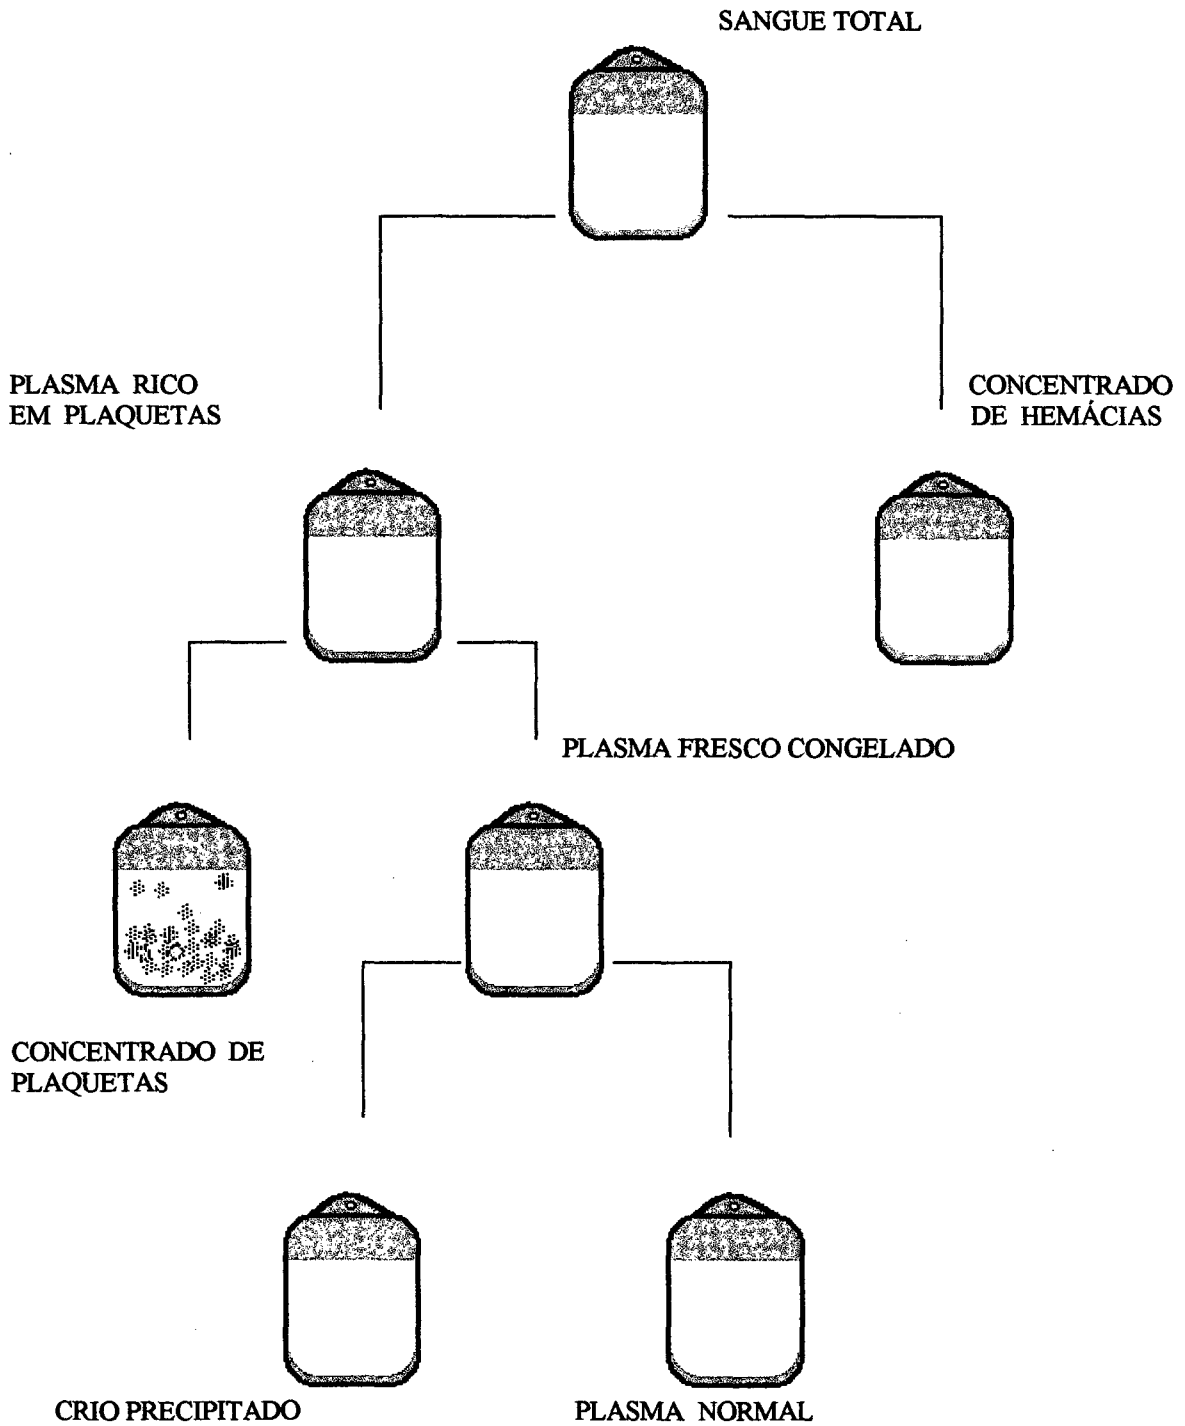 SANGUE TOTAL
PLASMA RICO
EM PLAQUETAS
CONCENTRADO
DE HEMÁCIAS
PLASMA FRESCO CONGELADO
CONCENTRADO DE
PLAQUETAS
CRIO PRECIPITADO
PLASMA NORMAL